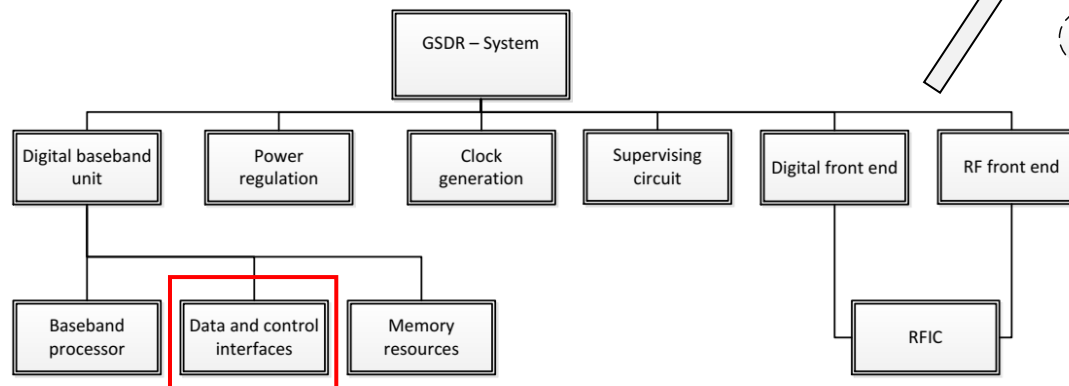 GSDR – System
Digital baseband
unit
Power
regulation
Clock
generation
Supervising
circuit
Digital front end
RF front end
Baseband
processor
Data and control
interfaces
Memory
resources
RFIC